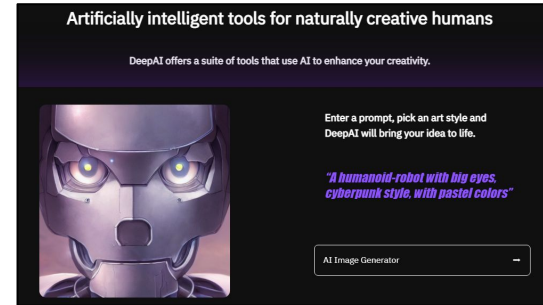 Artificially intelligent tools for naturally creative humans
DeepAI offers a suite of tools that use AI to enhance your creativity.
Enter a prompt, pick an art style and
DeepAI will bring your idea to life.
“A humanoid-robot with big eyes,
cyberpunk style, with pastel colors”
AI Image Generator